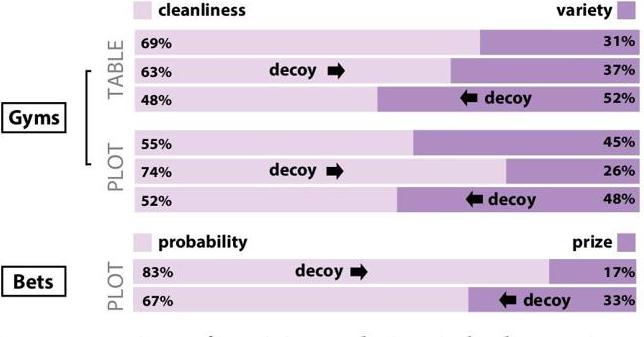 cleanliness variety
TABLE
69% 31%
63% decoy 37%
48% decoy 52%
Gyms
PLOT
55% 45%
74% decoy 26%
52% decoy 48%
probability prize
Bets
PLOT
83% decoy 17%
67% decoy 33%